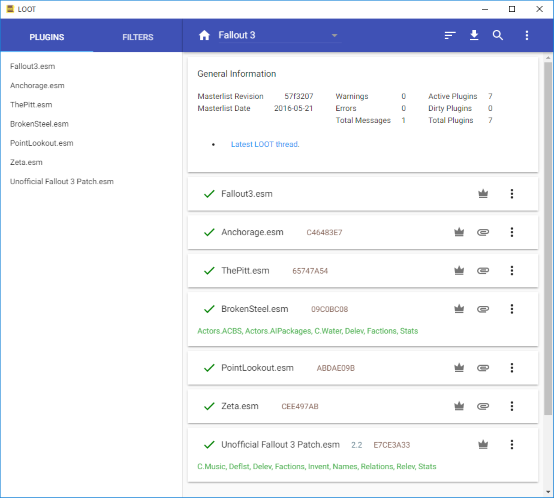 LOOT
PLUGINS
FILTERS
Fallout 3
Fallout3.esm
Anchorage.esm
ThePitt.esm
BrokenSteel.esm
PointLookout.esm
Zeta.esm
Unofficial Fallout 3 Patch.esm
General Information
Masterlist Revision 57f3207 Warnings 0 Active Plugins 7
Masterlist Date 2016-05-21 Errors 0 Dirty Plugins 0
Total Messages 1 Total Plugins 7
• Latest LOOT thread.
Fallout3.esm
Anchorage.esm C46483E7
ThePitt.esm 65747A54
BrokenSteel.esm 09C0BC08
Actors.ACBS, Actors.AIPackages, C.Water, Delev, Factions, Stats
PointLookout.esm ABDAE09B
Zeta.esm CEE497AB
Unofficial Fallout 3 Patch.esm 2.2 E7CE3A33
C.Music, Deflst, Delev, Factions, Invent, Names, Relations, Relev, Stats